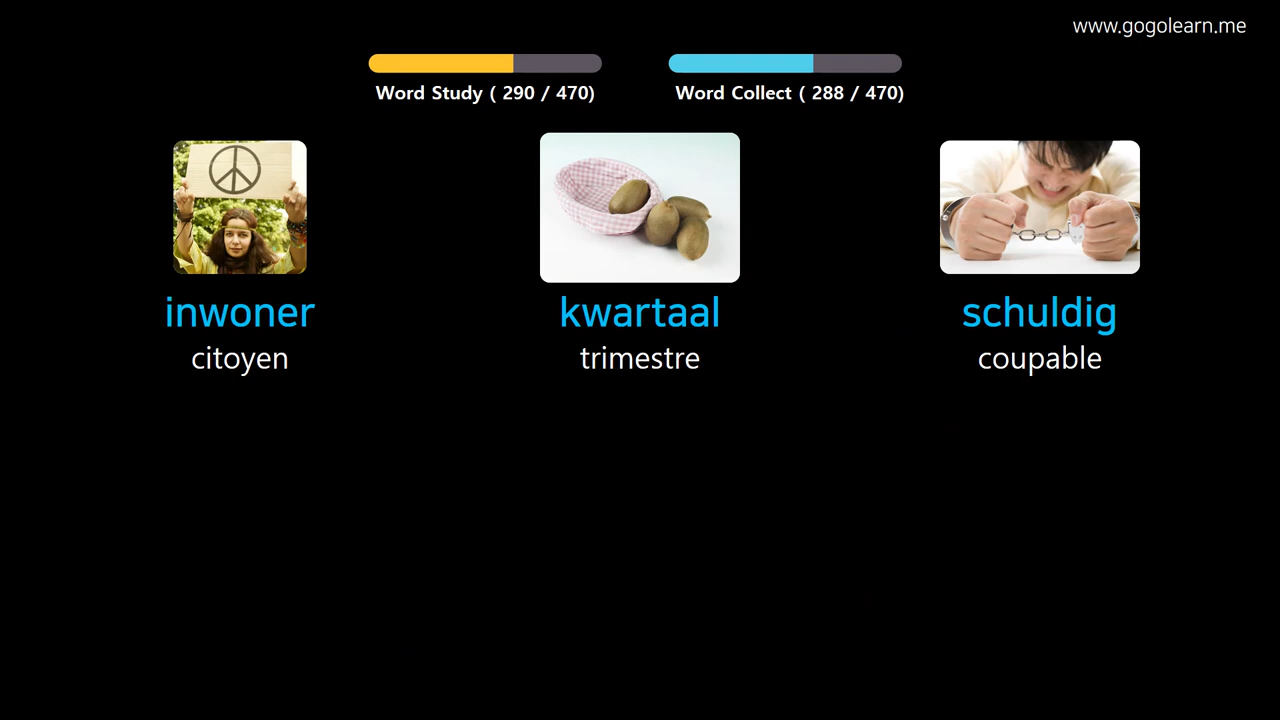 www.gogolearn.me
Word Study ( 290 / 470)
Word Collect ( 288 / 470)
inwoner
citoyen
kwartaal
trimestre
schuldig
coupable